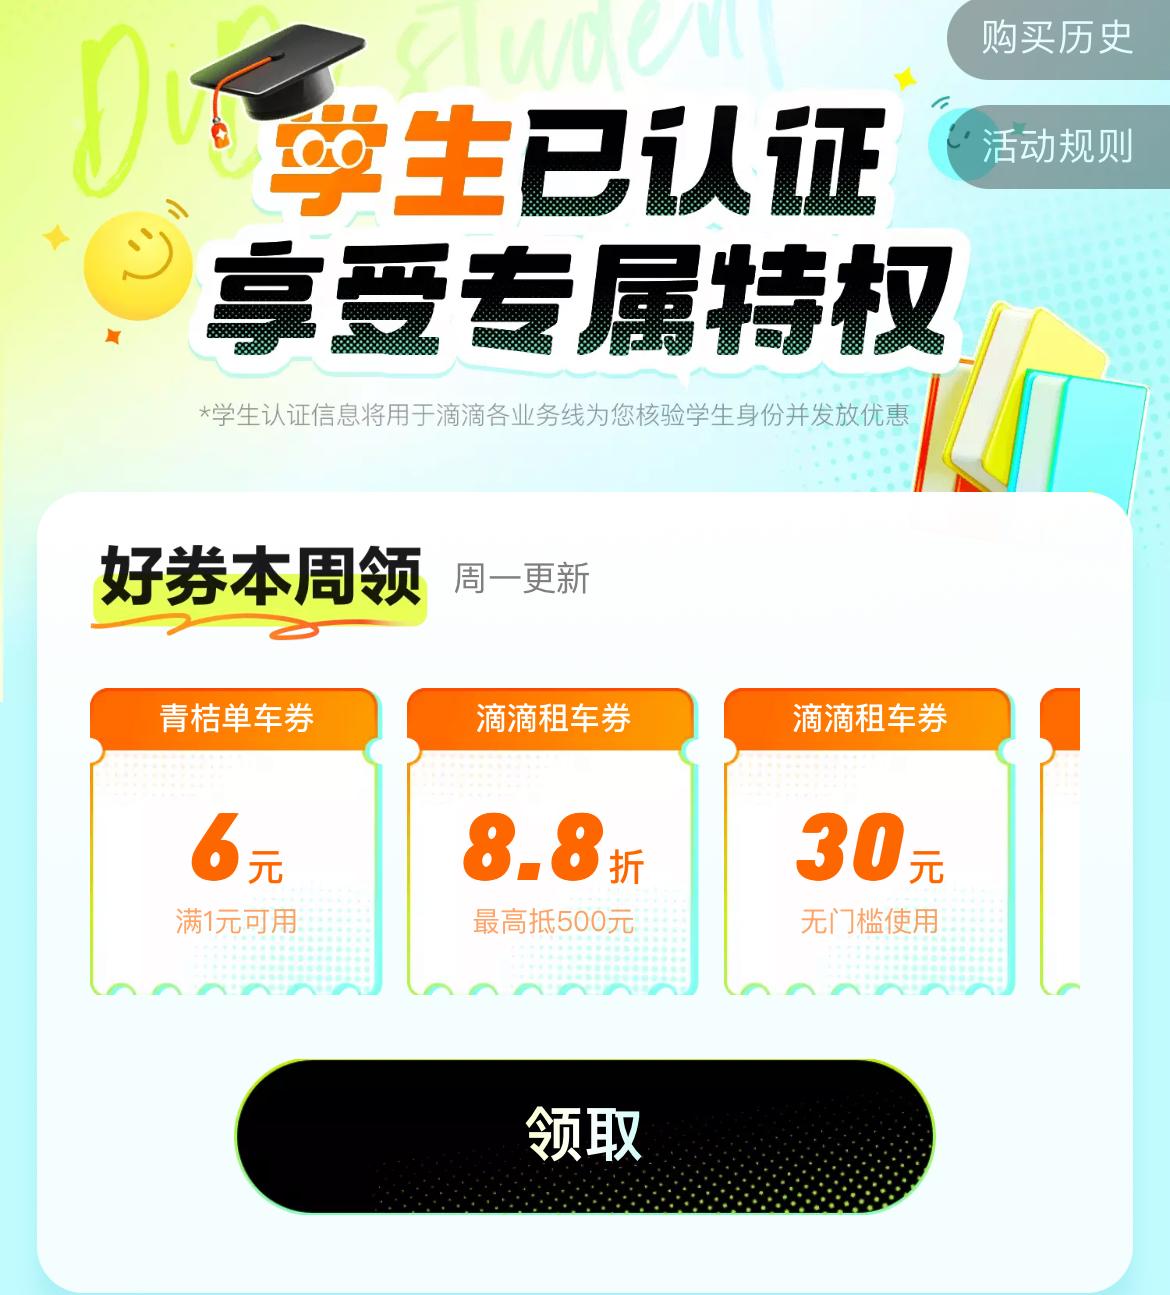 DiDi student
购买历史
活动规则
学生已认证
享受专属特权
*学生认证信息将用于滴滴各业务线为您核验学生身份并发放优惠
好券本周领 周一更新
青桔单车券 滴滴租车券 滴滴租车券
6元 8.8折 30元
满1元可用 最高抵500元 无门槛使用
领取